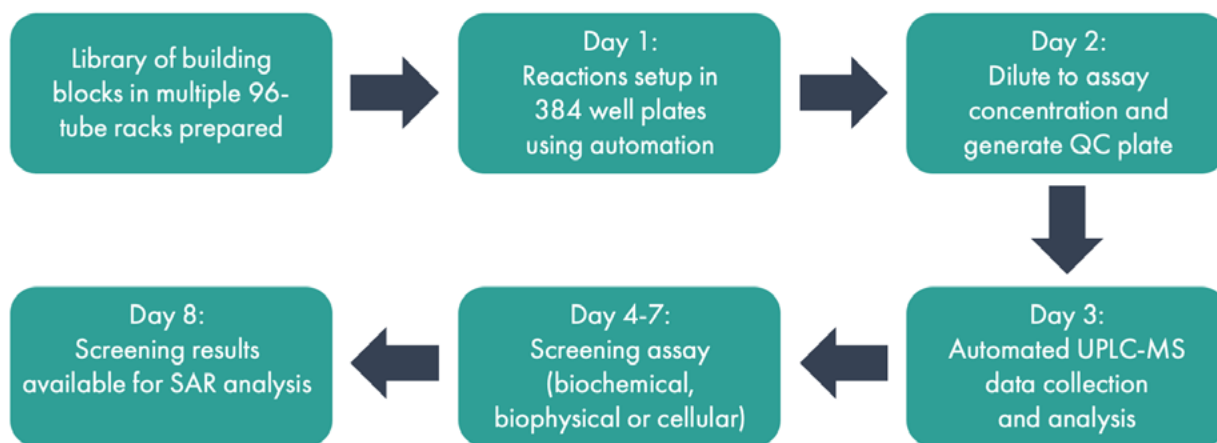 Library of building
blocks in multiple 96-
tube racks prepared
Day 1:
Reactions setup in
384 well plates
using automation
Day 2:
Dilute to assay
concentration and
generate QC plate
Day 3:
Automated UPLC-MS
data collection
and analysis
Day 4-7:
Screening assay
(biochemical,
biophysical or cellular)
Day 8:
Screening results
available for SAR analysis